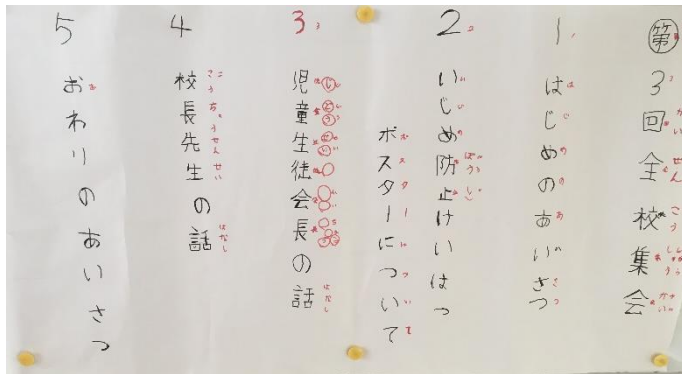 第3回全校集会
1 はじめのあいさつ
2 いじめ防止けいはつ
ポスターについて
3 児童生徒会長の話
4 校長先生の話
5 おわりのあいさつ